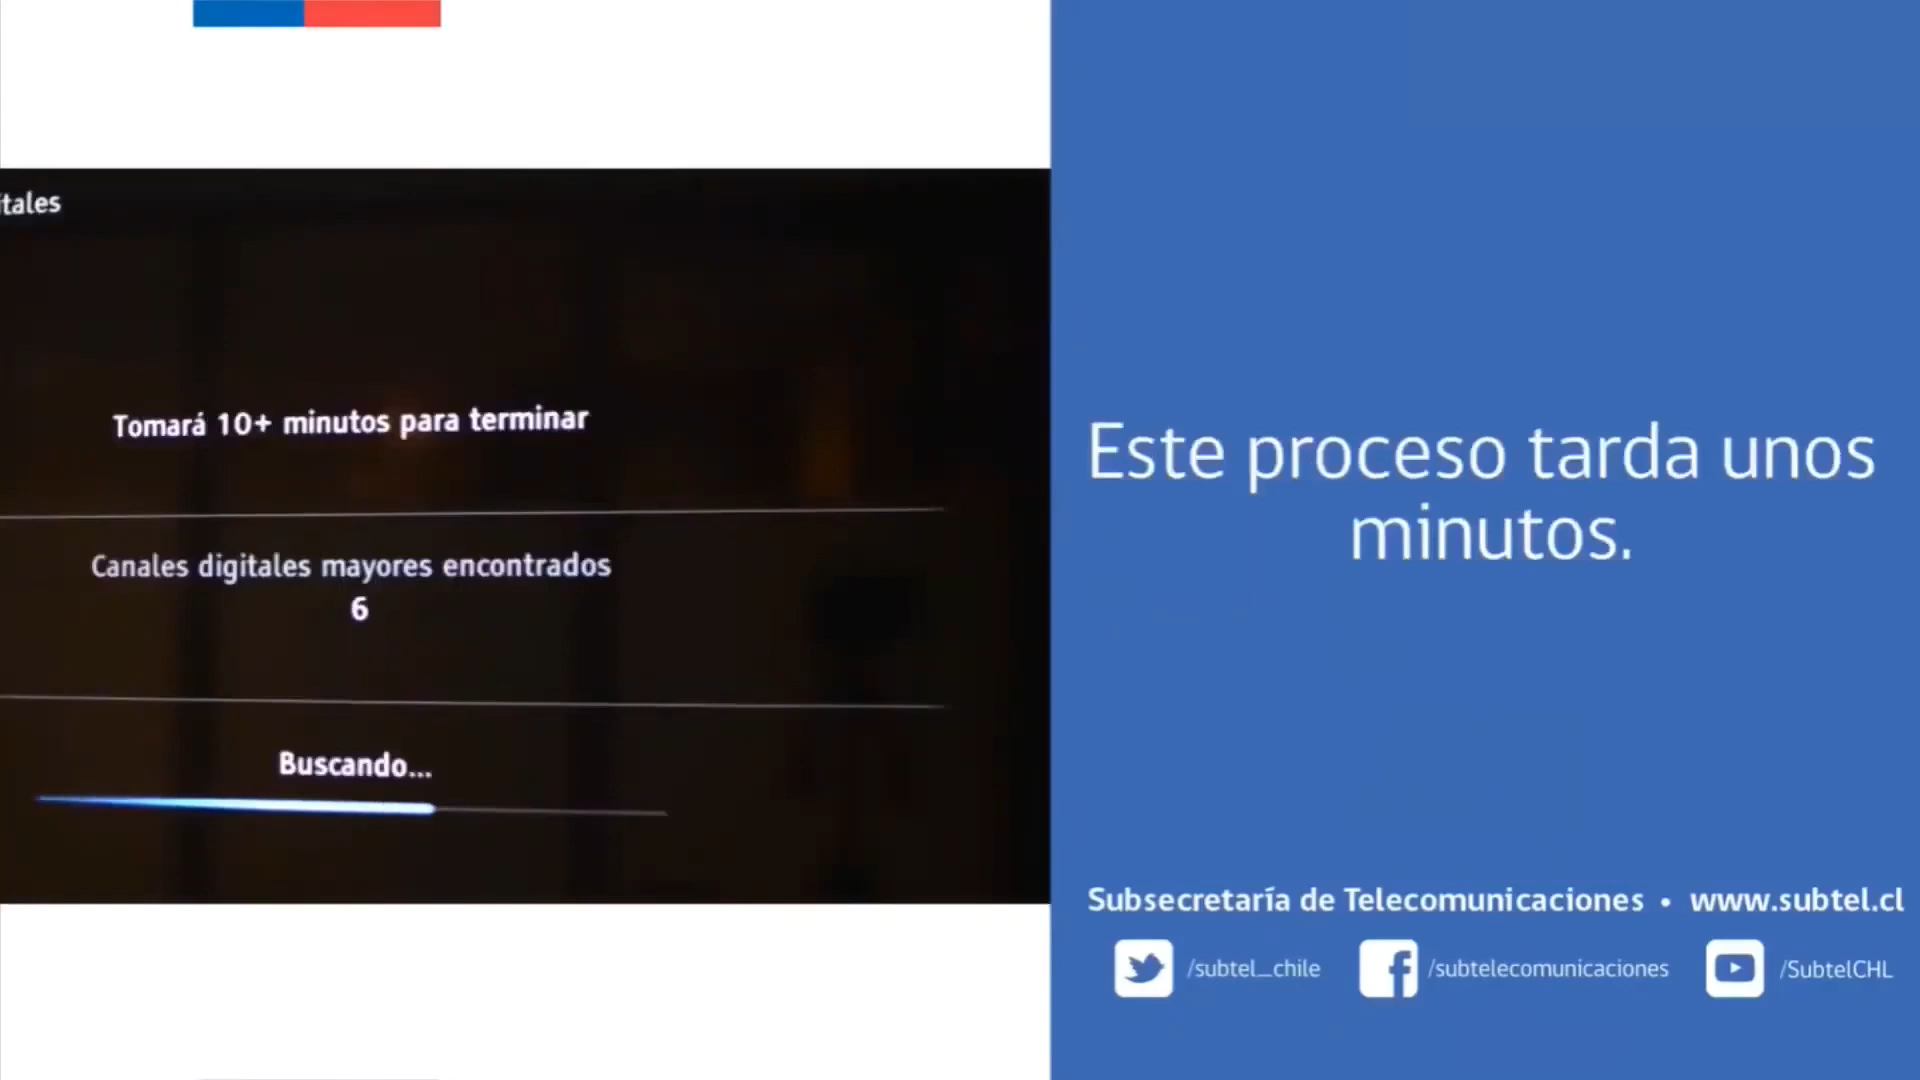 itales
Tomará 10+ minutos para terminar
Canales digitales mayores encontrados
6
Buscando...
Este proceso tarda unos
minutos.
Subsecretaría de Telecomunicaciones • www.subtel.cl
/subtel_chile
/subtelecomunicaciones
/SubtelCHL